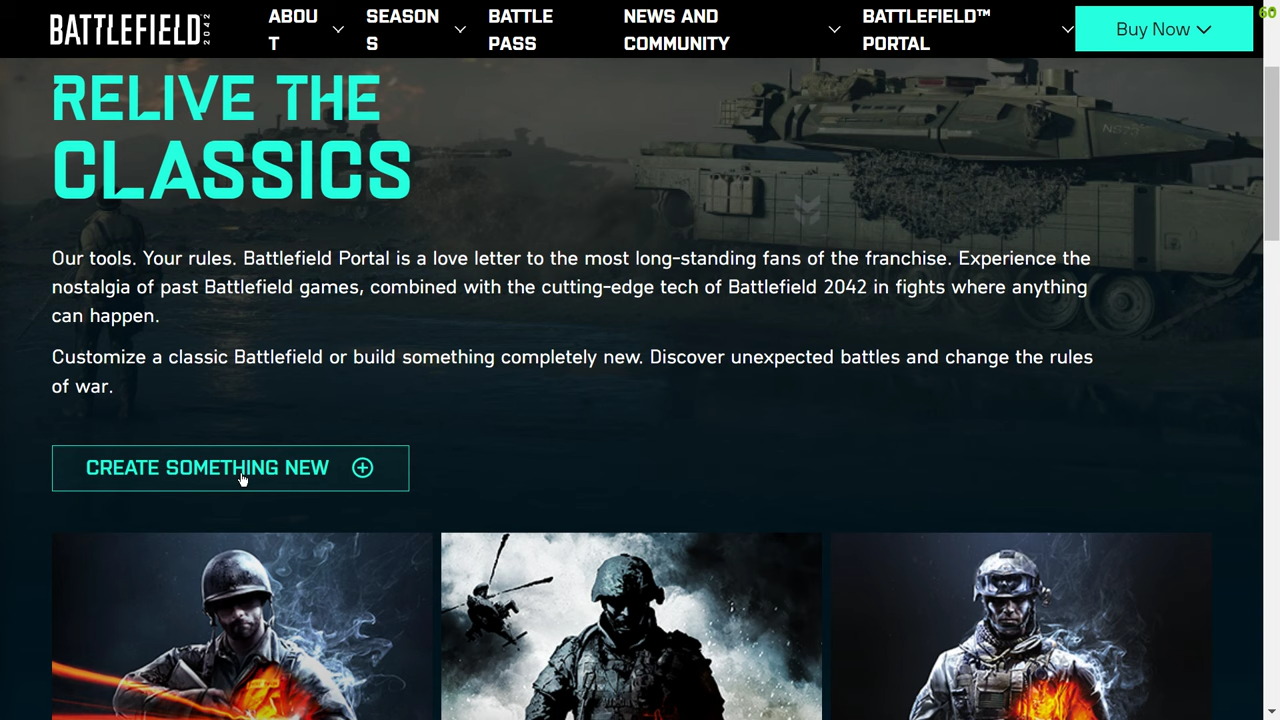 BATTLEFIELD 2042
ABOU
T
SEASON
S
BATTLE
PASS
NEWS AND
COMMUNITY
BATTLEFIELD™
PORTAL
Buy Now
60
RELIVE THE
CLASSICS
NS79
Our tools. Your rules. Battlefield Portal is a love letter to the most long-standing fans of the franchise. Experience the
nostalgia of past Battlefield games, combined with the cutting-edge tech of Battlefield 2042 in fights where anything
can happen.
Customize a classic Battlefield or build something completely new. Discover unexpected battles and change the rules
of war.
CREATE SOMETHING NEW